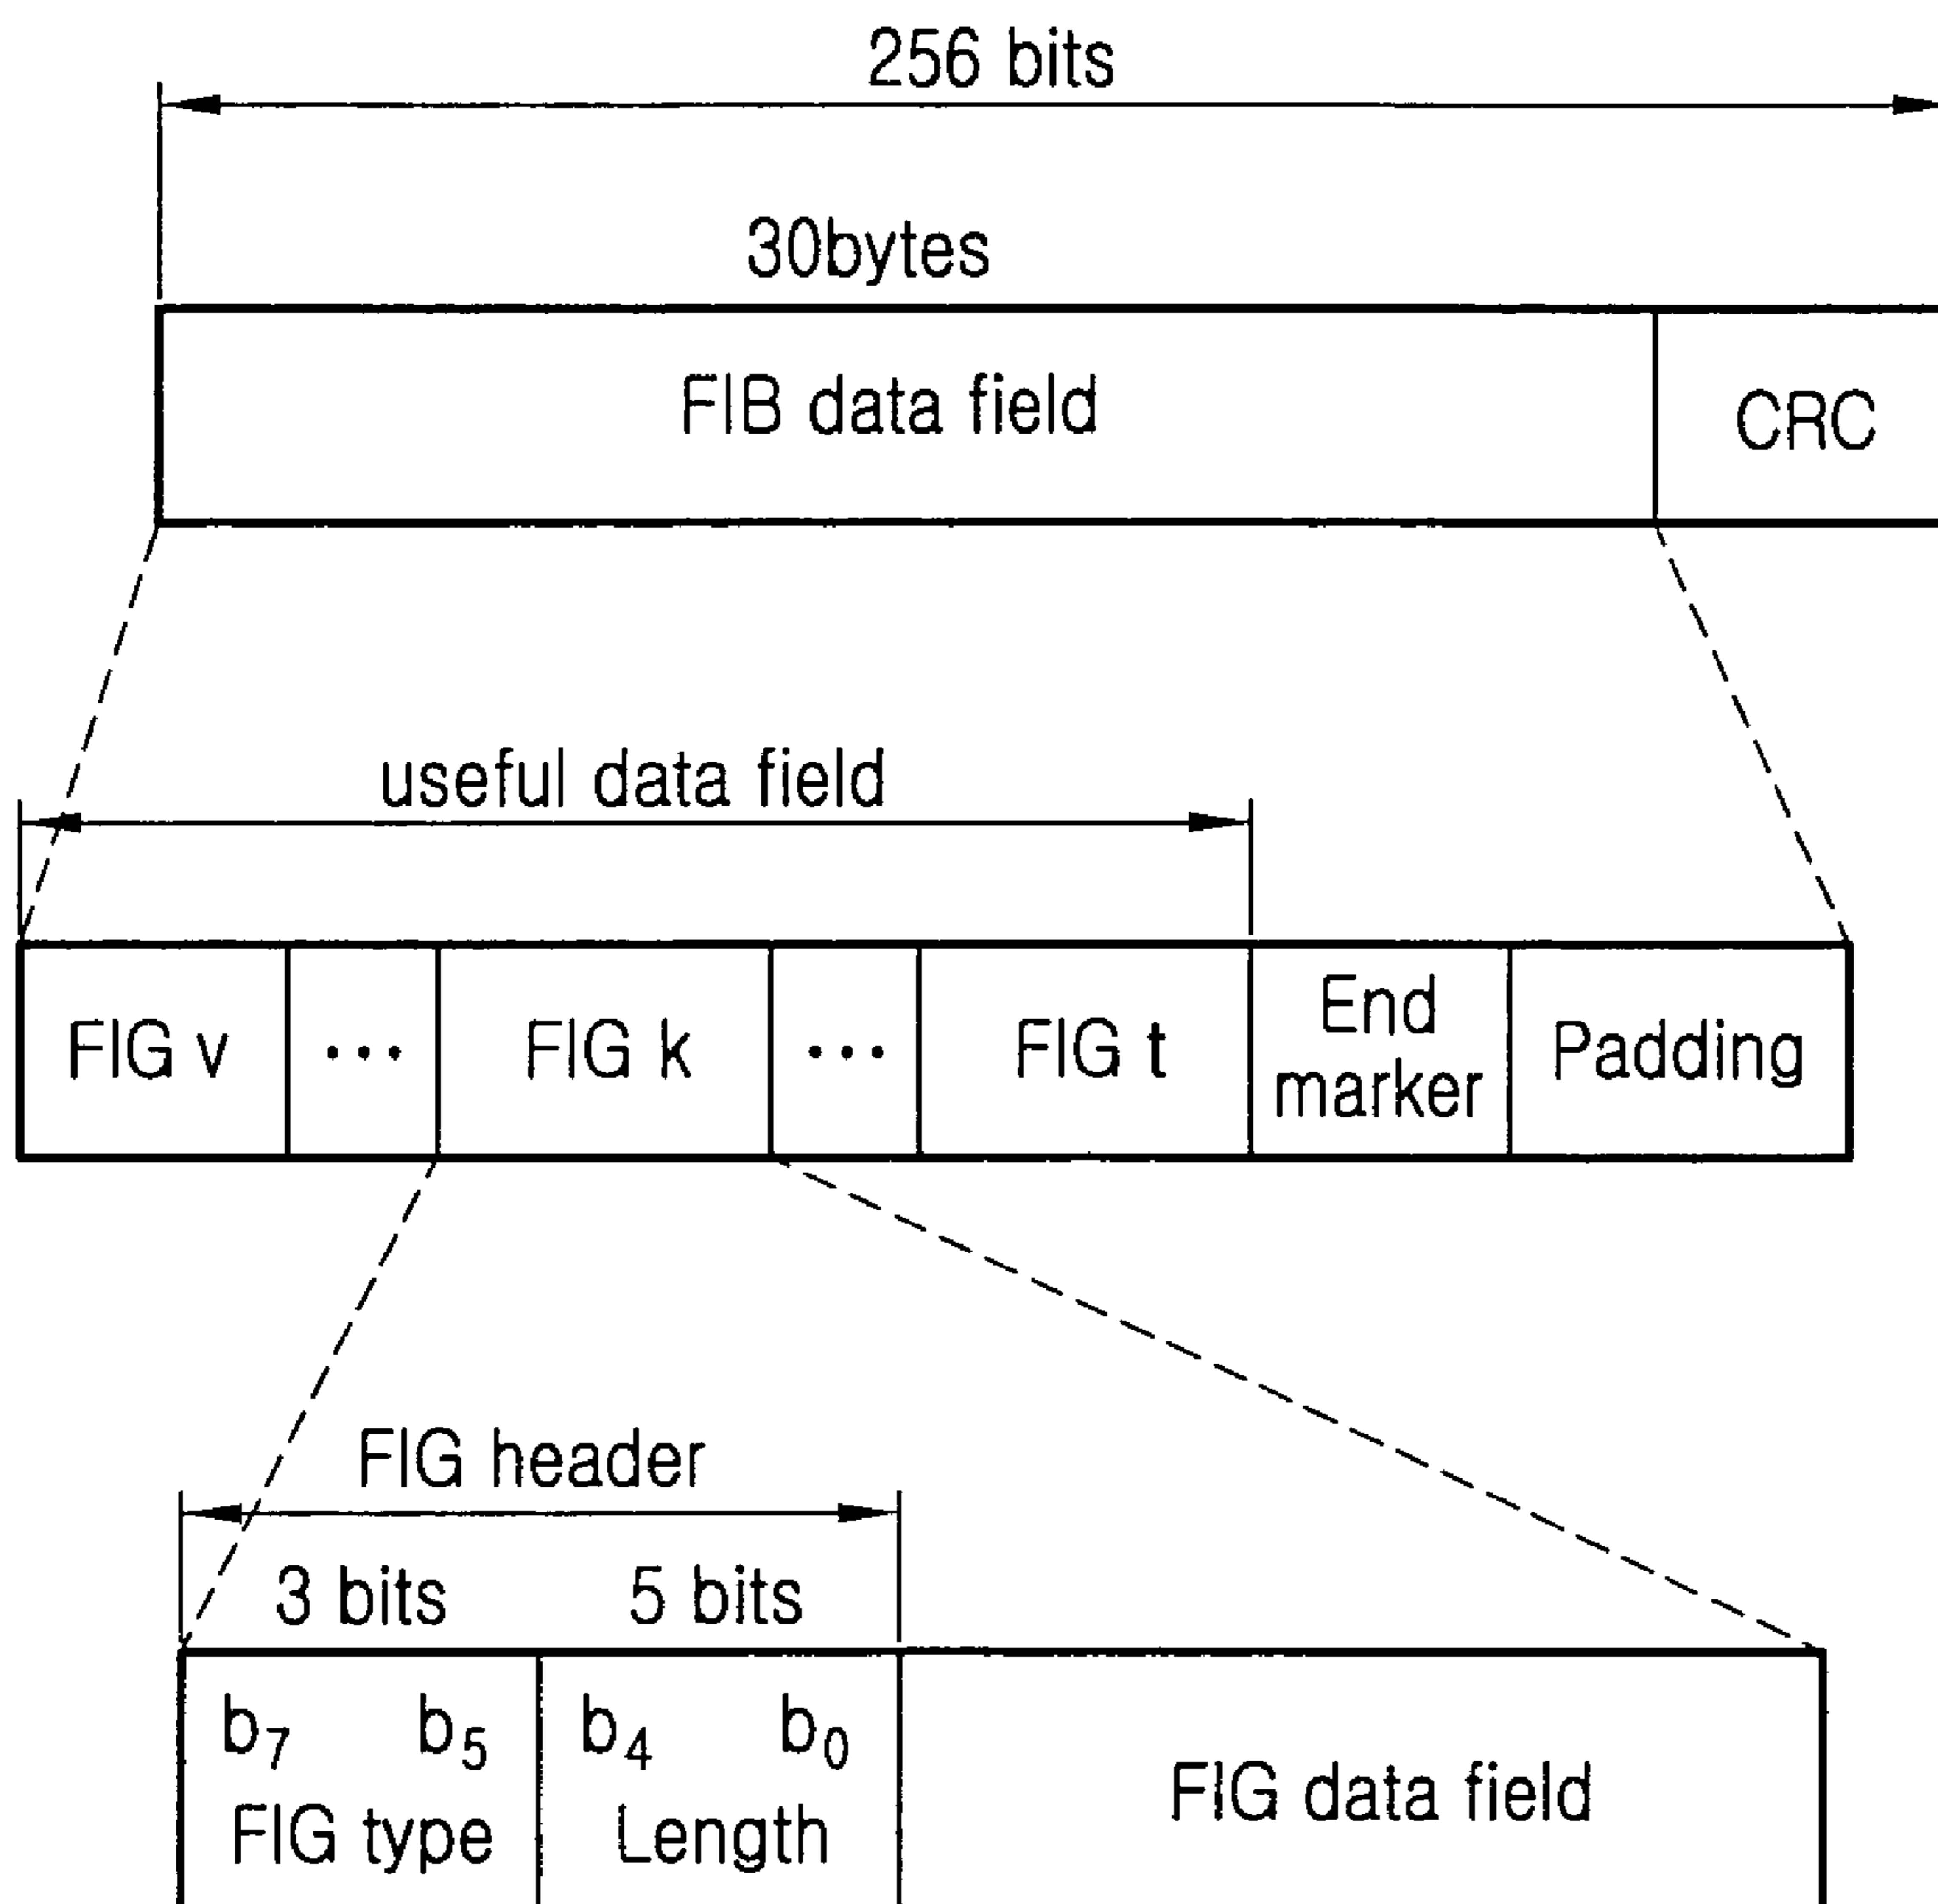 256 bits
30bytes
FIB data field
CRC
useful data field
FIG v
...
FIG k
...
FIG t
End
marker
Padding
FIG header
3 bits
5 bits
b7 b5
b4 b0
FIG type
Length
FIG data field